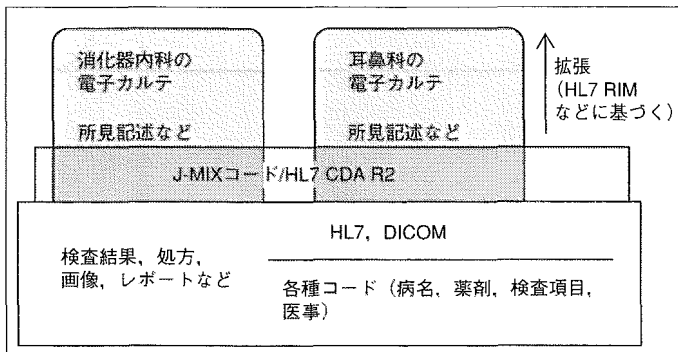 消化器内科の
電子カルテ
所見記述など
耳鼻科の
電子カルテ
所見記述など
拡張
(HL7 RIM
などに基づく)
J-MIXコード/HL7 CDA R2
検査結果，処方，
画像，レポートなど
HL7，DICOM
各種コード（病名，薬剤，検査項目，
医事）